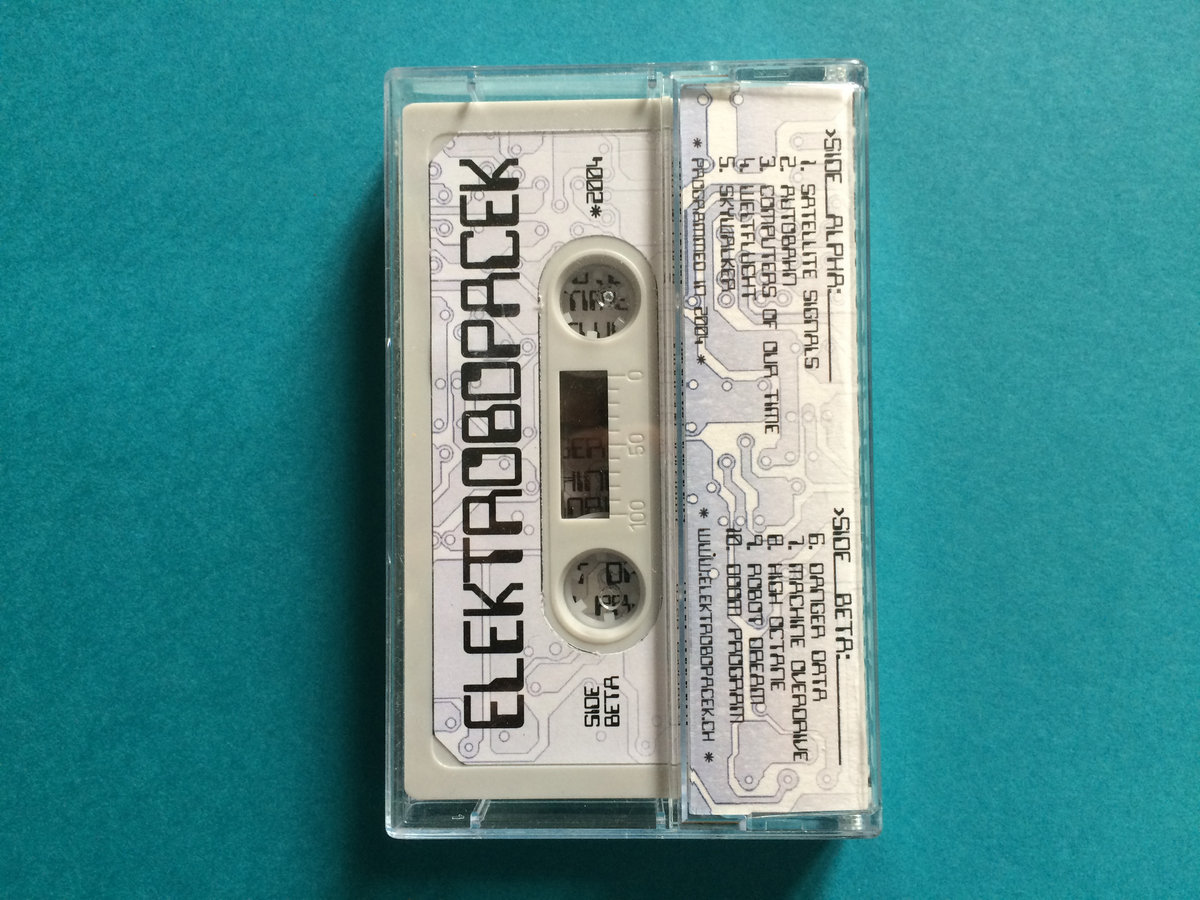 ELEKTROBOPACEK
*2004
SIDE
BETA
0
50
100
>SIDE ALPHA:
1. SATELLITE SIGNALS
2. AUTOBAHN
3. COMPUTERS OF OUR TIME
4. WELTFLUCHT
5. SKYWALKER
* PROGRAMMED IN 2004 *
>SIDE BETA:
6. DANGER DATA
7. MACHINE OVERDRIVE
8. HIGH OCTANE
9. ROBOT DREAM
10. DOOM PROGRAM
* WWW.ELEKTROBOPACEK.CH *